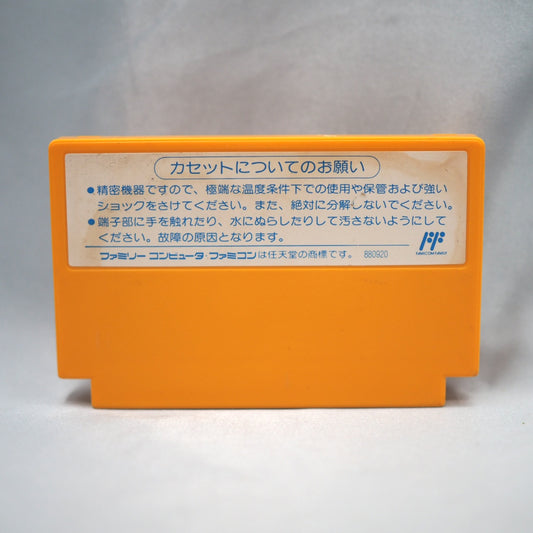 カセットについてのお願い
●精密機器ですので、極端な温度条件下での使用や保管および強い
ショックをさけてください。また、絶対に分解しないでください。
●端子部に手を触れたり、水にぬらしたりして汚さないようにして
ください。故障の原因となります。
ファミリー コンピュータ・ファミコンは任天堂の商標です。 880920
FAMICOM FAMILY